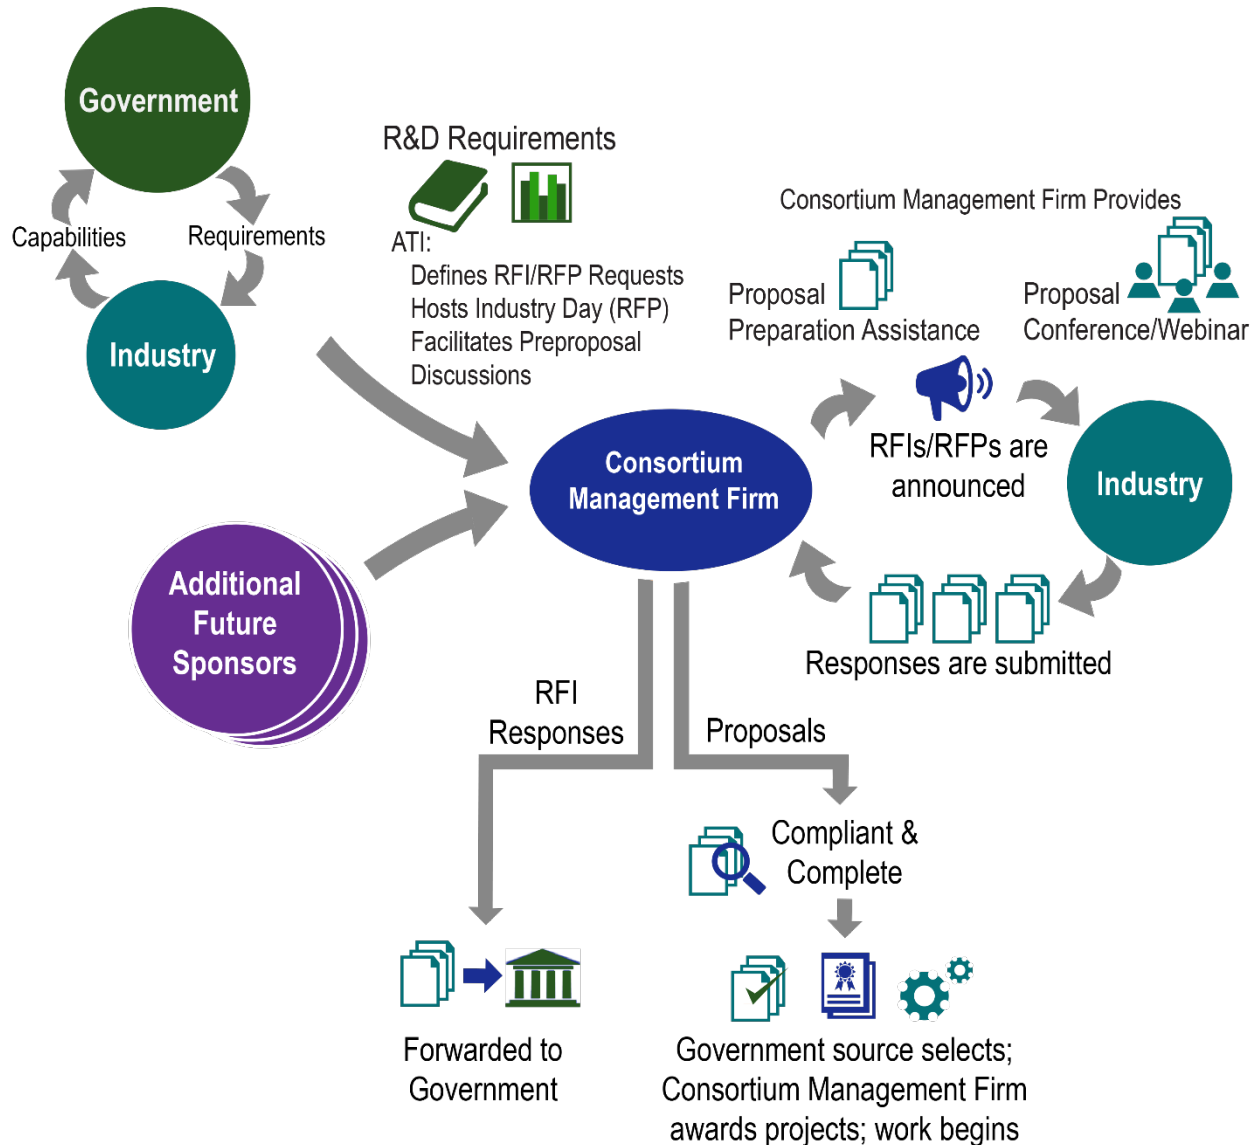 Government
Capabilities
Requirements
Industry
R&D Requirements
ATI:
Defines RFI/RFP Requests
Hosts Industry Day (RFP)
Facilitates Preproposal
Discussions
Consortium Management Firm Provides
Proposal
Preparation Assistance
Proposal
Conference/Webinar
RFIs/RFPs are
announced
Industry
Consortium
Management Firm
Additional
Future
Sponsors
Responses are submitted
RFI
Responses
Proposals
Compliant &
Complete
Forwarded to
Government
Government source selects;
Consortium Management Firm
awards projects; work begins